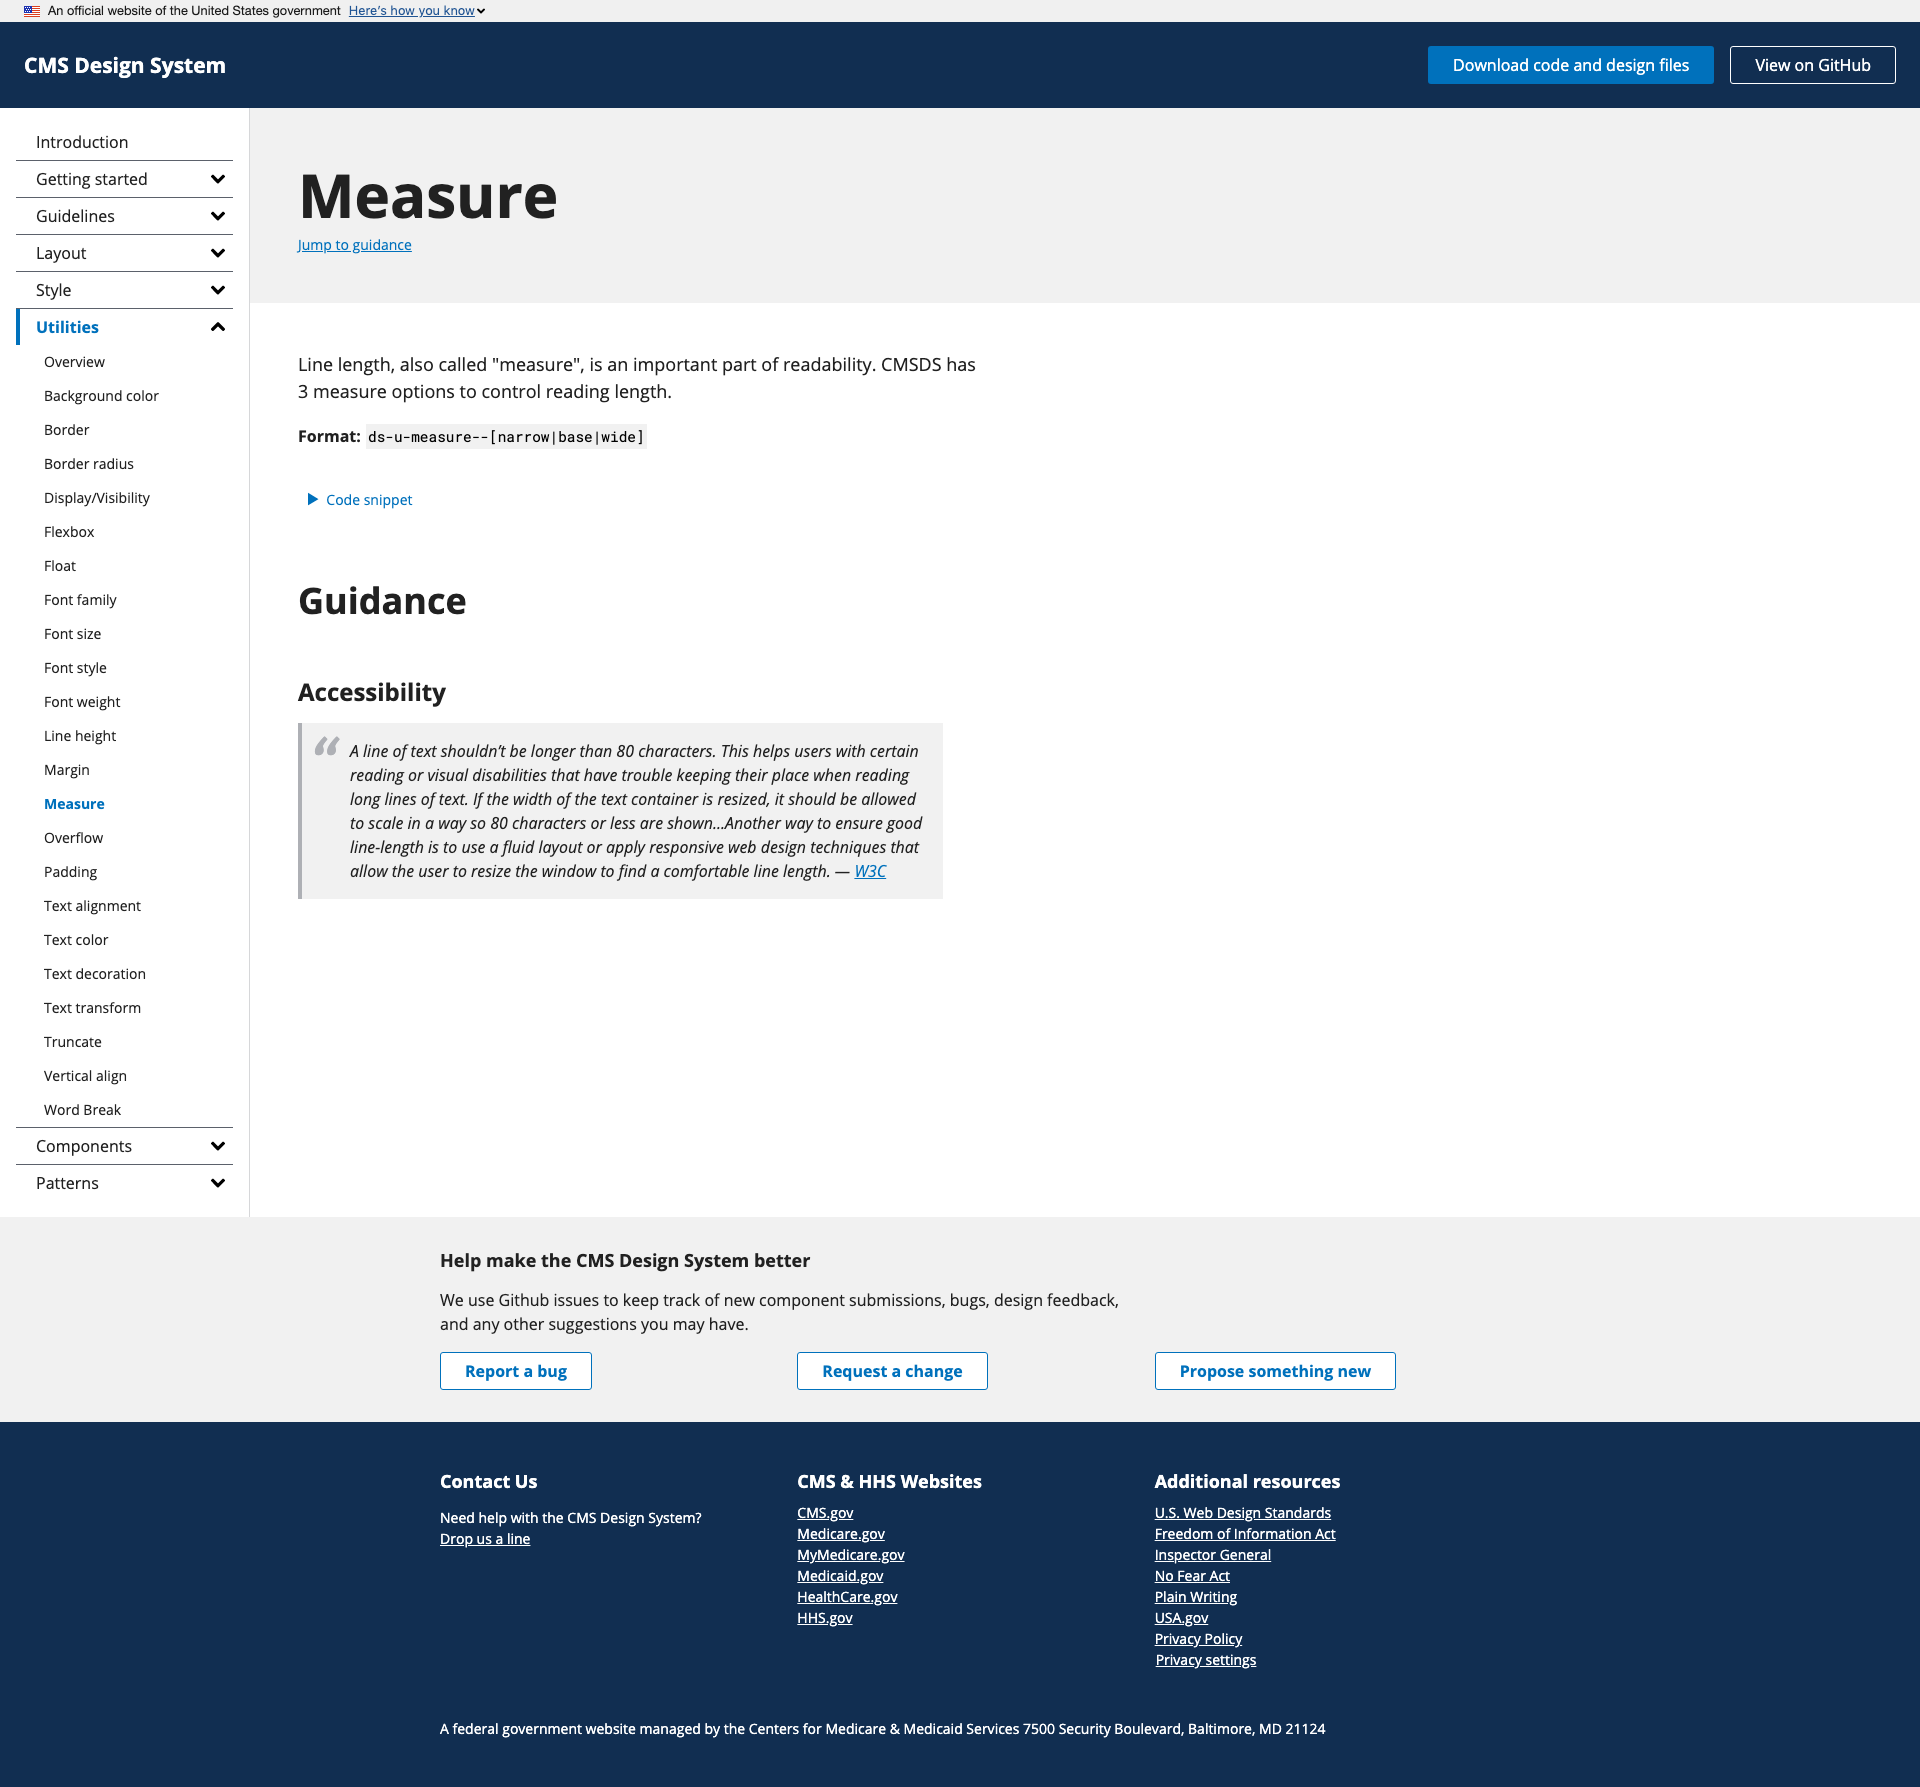 An official website of the United States government Here's how you know
CMS Design System
Download code and design files
View on GitHub
Introduction
Getting started
Guidelines
Layout
Style
Utilities
Overview
Background color
Border
Border radius
Display/Visibility
Flexbox
Float
Font family
Font size
Font style
Font weight
Line height
Margin
Measure
Overflow
Padding
Text alignment
Text color
Text decoration
Text transform
Truncate
Vertical align
Word Break
Components
Patterns
Measure
Jump to guidance
Line length, also called "measure", is an important part of readability. CMSDS has
3 measure options to control reading length.
Format: ds-u-measure--[narrow|base|wide]
Code snippet
Guidance
Accessibility
“ A line of text shouldn’t be longer than 80 characters. This helps users with certain
reading or visual disabilities that have trouble keeping their place when reading
long lines of text. If the width of the text container is resized, it should be allowed
to scale in a way so 80 characters or less are shown...Another way to ensure good
line-length is to use a fluid layout or apply responsive web design techniques that
allow the user to resize the window to find a comfortable line length. — W3C
Help make the CMS Design System better
We use Github issues to keep track of new component submissions, bugs, design feedback,
and any other suggestions you may have.
Report a bug
Request a change
Propose something new
Contact Us
Need help with the CMS Design System?
Drop us a line
CMS & HHS Websites
CMS.gov
Medicare.gov
MyMedicare.gov
Medicaid.gov
HealthCare.gov
HHS.gov
Additional resources
U.S. Web Design Standards
Freedom of Information Act
Inspector General
No Fear Act
Plain Writing
USA.gov
Privacy Policy
Privacy settings
A federal government website managed by the Centers for Medicare & Medicaid Services 7500 Security Boulevard, Baltimore, MD 21124